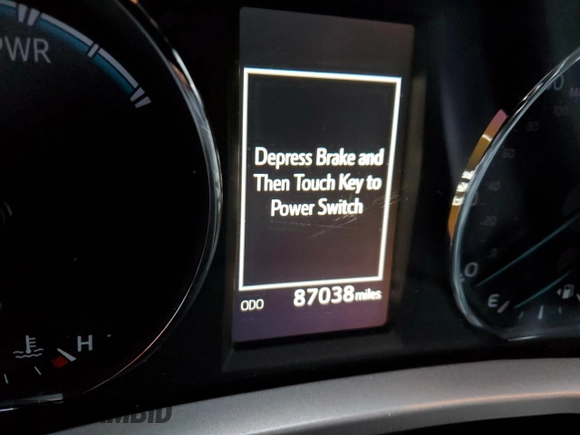 PWR
Depress Brake and
Then Touch Key to
Power Switch
ODO 87038 miles
H
E